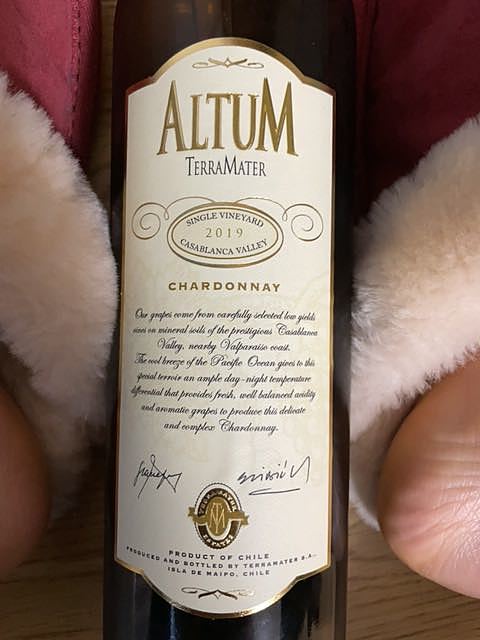 ALTUM
TERRAMATER
SINGLE VINEYARD
2019
CASABLANCA VALLEY
CHARDONNAY
Our grapes come from carefully selected low yields
vines on mineral soils of the prestigious Casablanca
Valley, nearby Valparaiso coast.
The cool breeze of the Pacific Ocean gives to this
special terroir an ample day-night temperature
differential that provides fresh, well balanced acidity
and aromatic grapes to produce this delicate
and complex Chardonnay.
TERRAMATER
PRODUCT OF CHILE
PRODUCED AND BOTTLED BY TERRAMATER S.A.,
ISLA DE MAIPO, CHILE